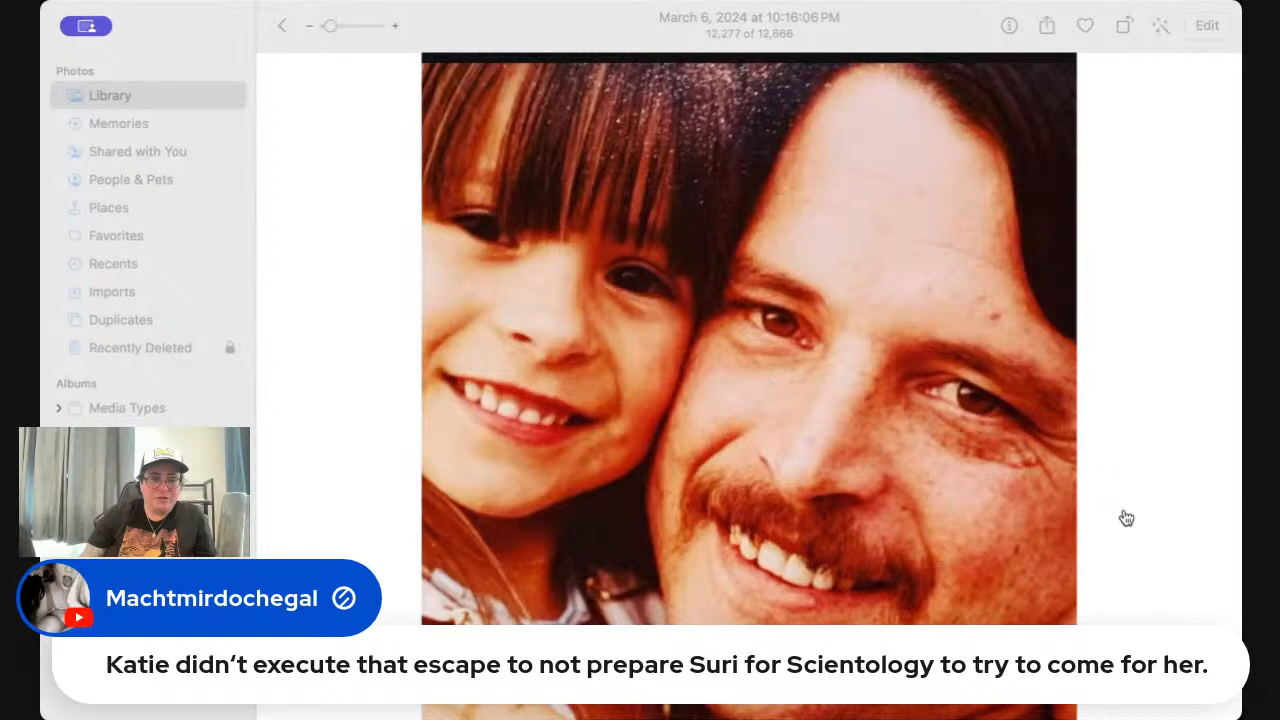 March 6, 2024 at 10:16:06 PM
12,277 of 12,666
Edit
Photos
Library
Memories
Shared with You
People & Pets
Places
Favorites
Recents
Imports
Duplicates
Recently Deleted
Albums
Media Types
Machtmirdochegal
Katie didn’t execute that escape to not prepare Suri for Scientology to try to come for her.